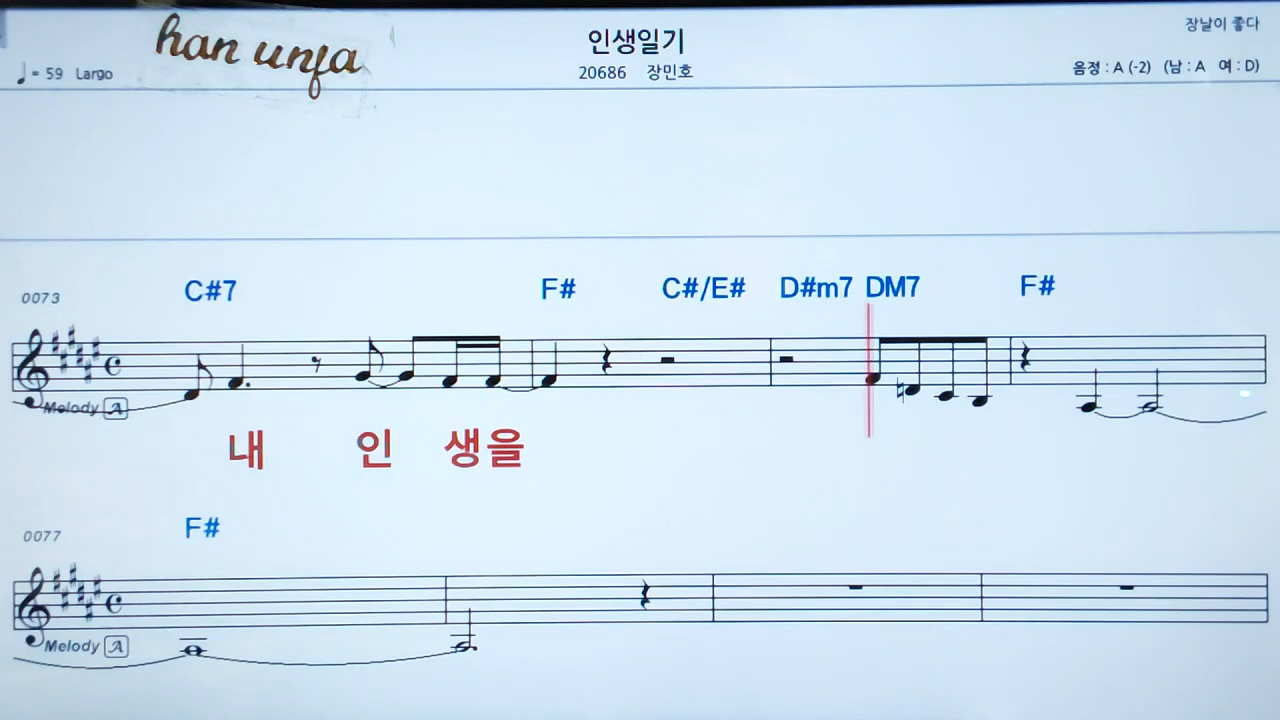 han unja
인생일기
장날이 좋다
♩= 59 Largo
20686 장민호
음정 : A (-2) (남 : A 여 : D)
C#7 F# C#/E# D#m7 DM7 F#
0073
Melody A
내 인 생을
F#
0077
Melody A